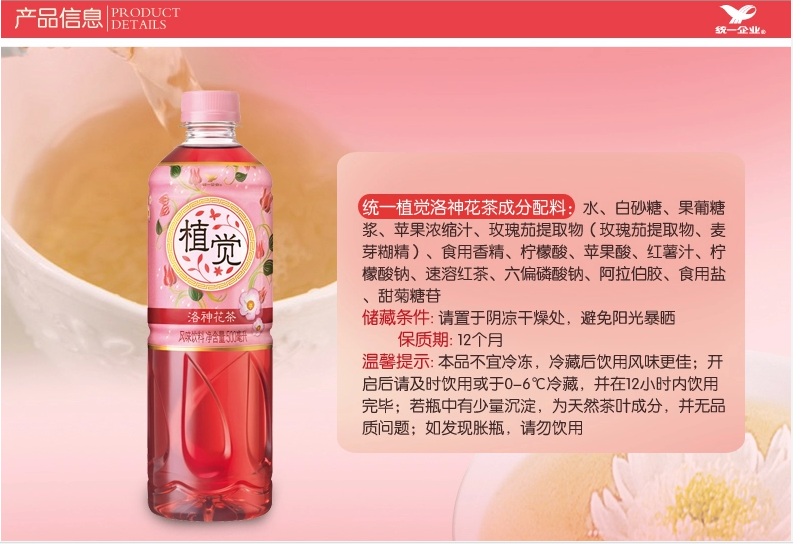 产品信息
PRODUCT
DETAILS
统一企业®
植觉
洛神花茶
风味饮料 净含量500毫升
统一植觉洛神花茶成分配料：水、白砂糖、果葡糖
浆、苹果浓缩汁、玫瑰茄提取物（玫瑰茄提取物、麦
芽糊精）、食用香精、柠檬酸、苹果酸、红薯汁、柠
檬酸钠、速溶红茶、六偏磷酸钠、阿拉伯胶、食用盐
、甜菊糖苷
储藏条件: 请置于阴凉干燥处，避免阳光暴晒
保质期: 12个月
温馨提示: 本品不宜冷冻，冷藏后饮用风味更佳；开
启后请及时饮用或于0-6℃冷藏，并在12小时内饮用
完毕；若瓶中有少量沉淀，为天然茶叶成分，并无品
质问题；如发现胀瓶，请勿饮用